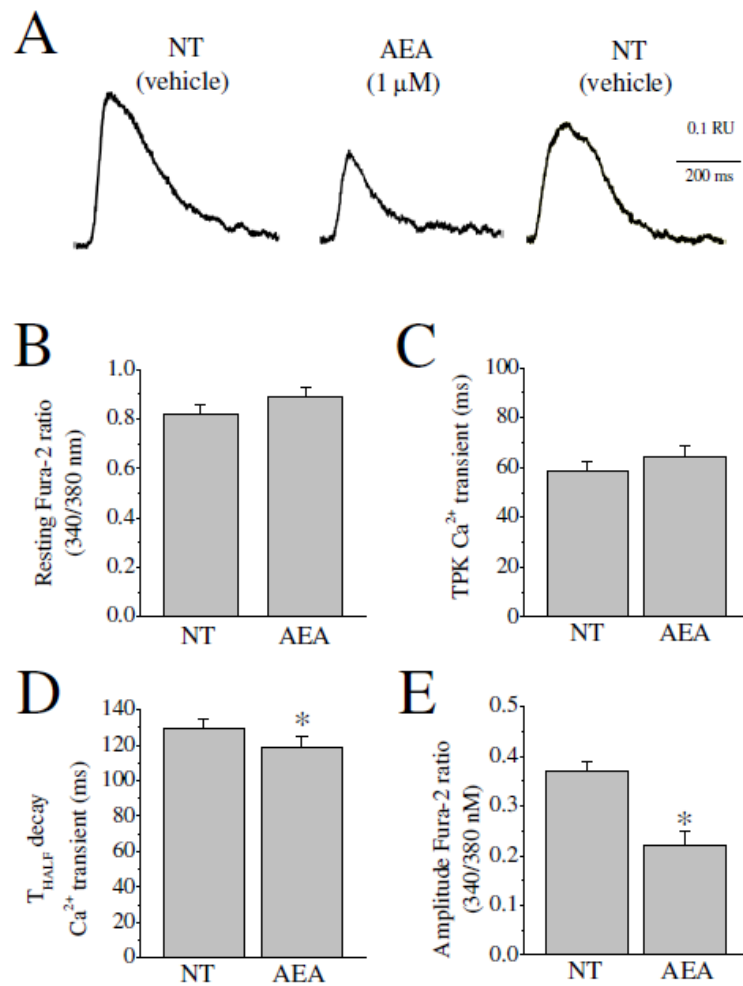 A
NT
(vehicle)
AEA
(1 μM)
NT
(vehicle)
0.1 RU
200 ms
B
Resting Fura-2 ratio
(340/380 nm)
1.0
0.8
0.6
0.4
0.2
0.0
NT
AEA
C
TPK Ca²⁺ transient (ms)
100
80
60
40
20
0
NT
AEA
D
T_HALF decay
Ca²⁺ transient (ms)
140
120
100
80
60
40
20
0
*
NT
AEA
E
Amplitude Fura-2 ratio
(340/380 nM)
0.5
0.4
0.3
0.2
0.1
0.0
*
NT
AEA